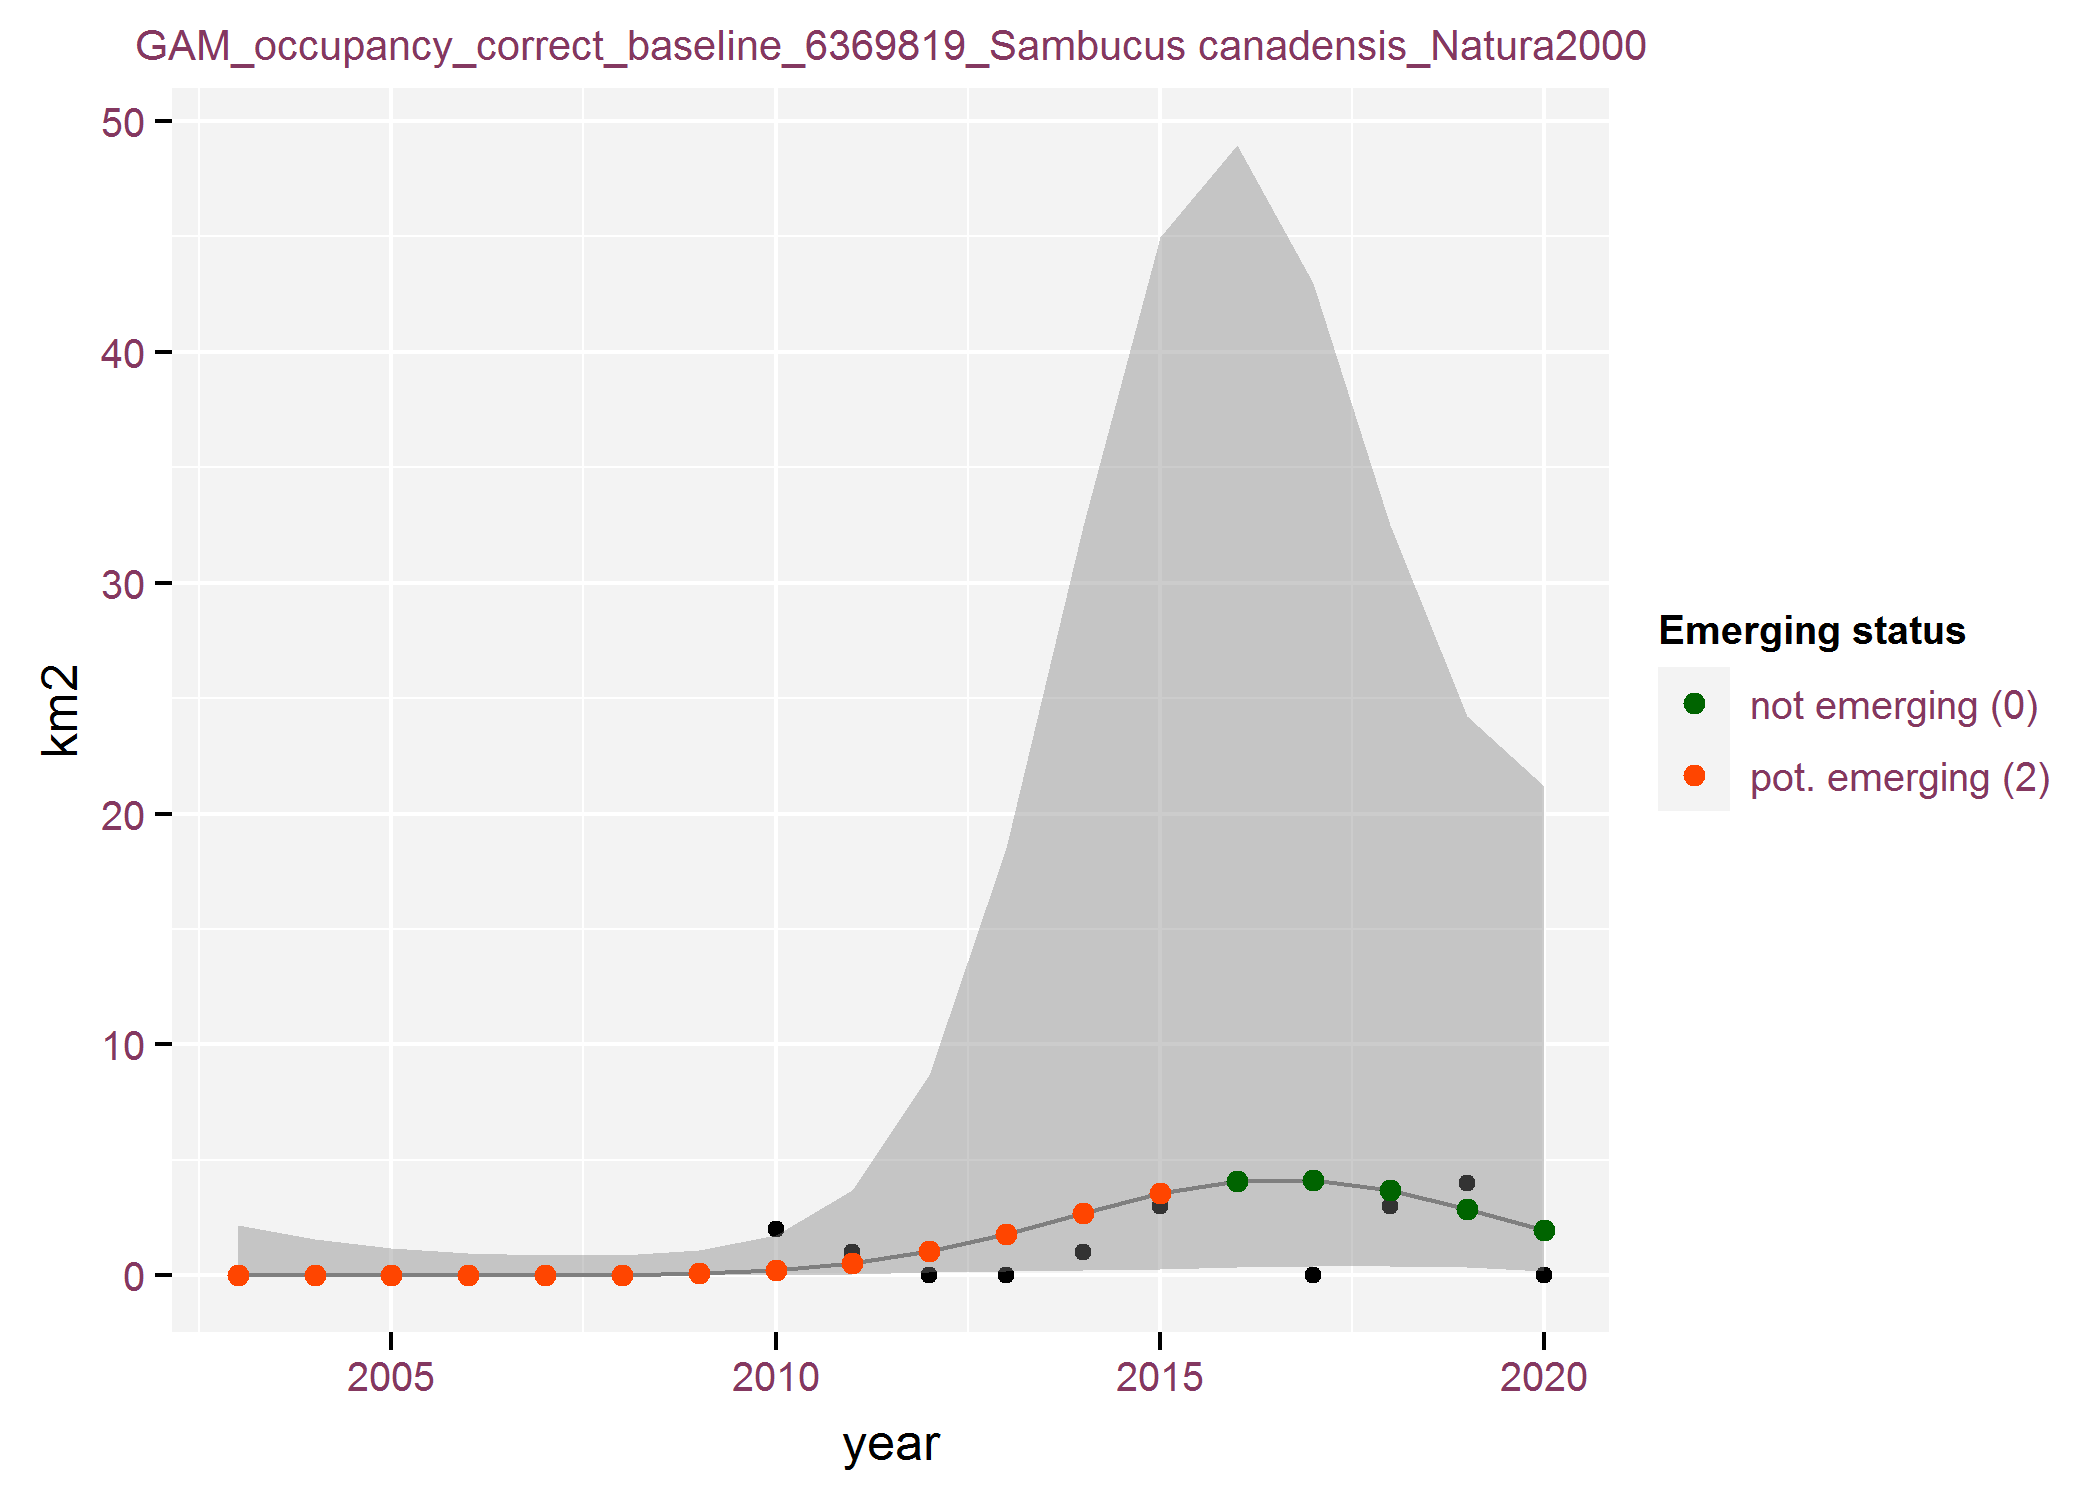 GAM_occupancy_correct_baseline_6369819_Sambucus canadensis_Natura2000
50
40
30
20
10
0
km2
2005 2010 2015 2020
year
Emerging status
not emerging (0)
pot. emerging (2)